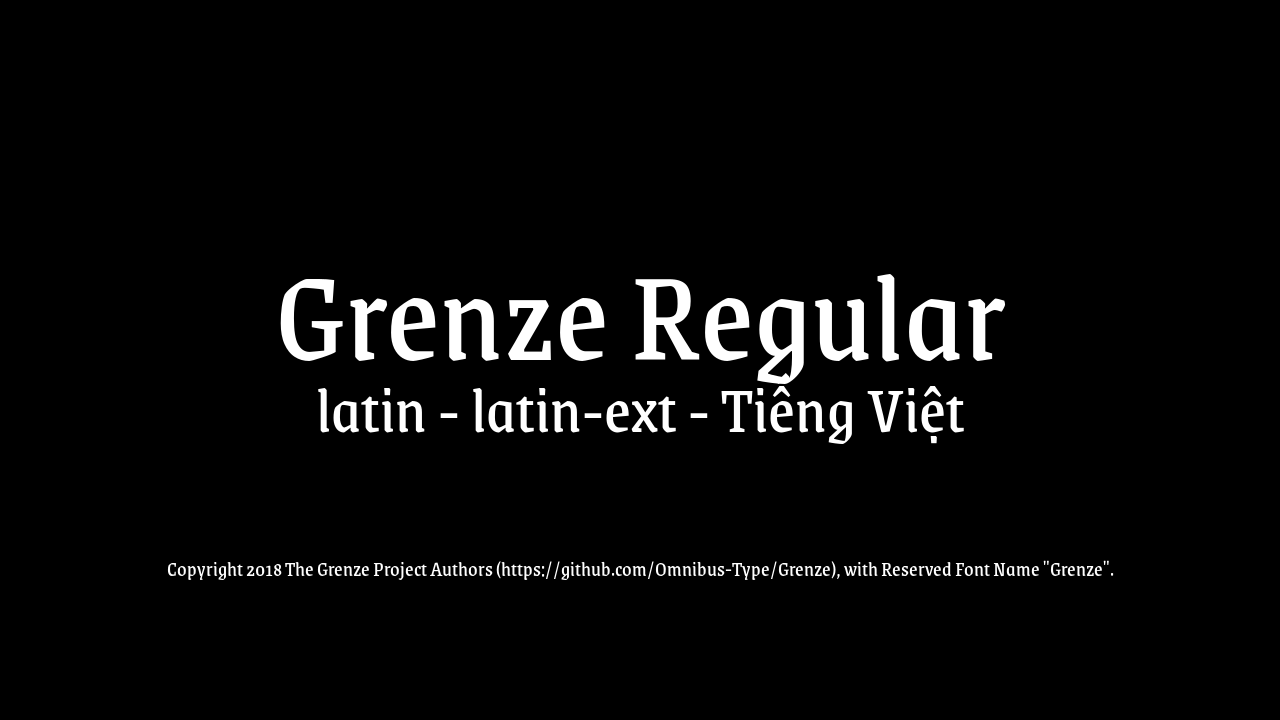 Grenze Regular
latin - latin-ext - Tiếng Việt
Copyright 2018 The Grenze Project Authors (https://github.com/Omnibus-Type/Grenze), with Reserved Font Name "Grenze".